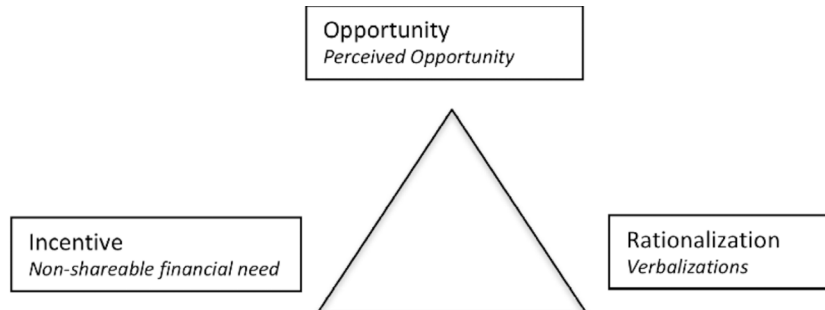 Opportunity
Perceived Opportunity
Incentive
Non-shareable financial need
Rationalization
Verbalizations